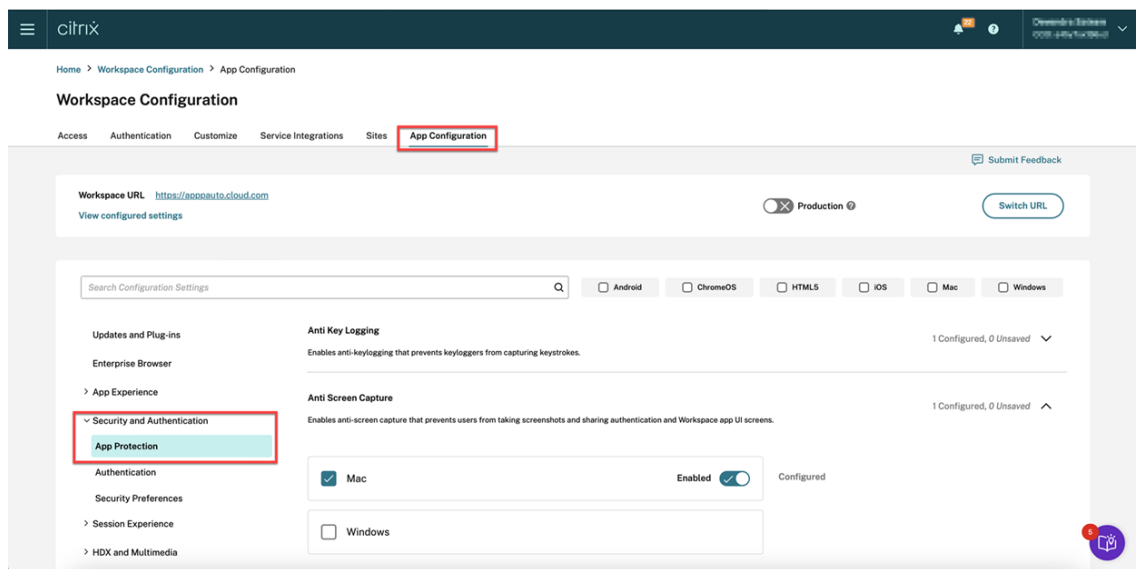 citrix
22
Home > Workspace Configuration > App Configuration
Workspace Configuration
Access Authentication Customize Service Integrations Sites App Configuration
Submit Feedback
Workspace URL https://apppauto.cloud.com
View configured settings
Production
Switch URL
Search Configuration Settings
Android ChromeOS HTML5 iOS Mac Windows
Updates and Plug-ins
Enterprise Browser
App Experience
Security and Authentication
App Protection
Authentication
Security Preferences
Session Experience
HDX and Multimedia
Anti Key Logging
1 Configured, 0 Unsaved
Enables anti-keylogging that prevents keyloggers from capturing keystrokes.
Anti Screen Capture
1 Configured, 0 Unsaved
Enables anti-screen capture that prevents users from taking screenshots and sharing authentication and Workspace app UI screens.
Mac Enabled Configured
Windows
5